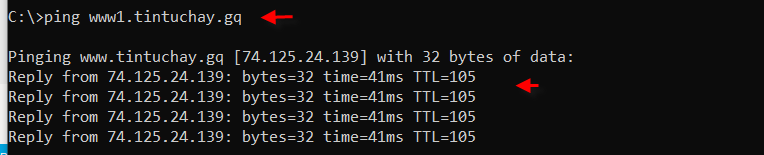 C:\>ping www1.tintuchay.gq
Pinging www.tintuchay.gq [74.125.24.139] with 32 bytes of data:
Reply from 74.125.24.139: bytes=32 time=41ms TTL=105
Reply from 74.125.24.139: bytes=32 time=41ms TTL=105
Reply from 74.125.24.139: bytes=32 time=41ms TTL=105
Reply from 74.125.24.139: bytes=32 time=41ms TTL=105